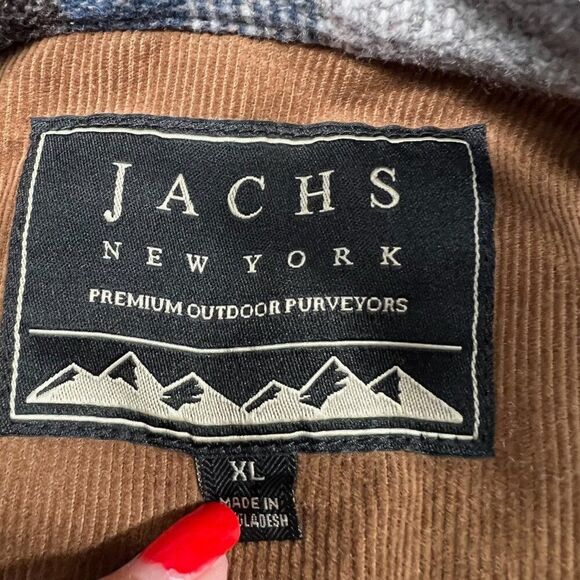 JACHS
NEW YORK
PREMIUM OUTDOOR PURVEYORS
XL
MADE IN